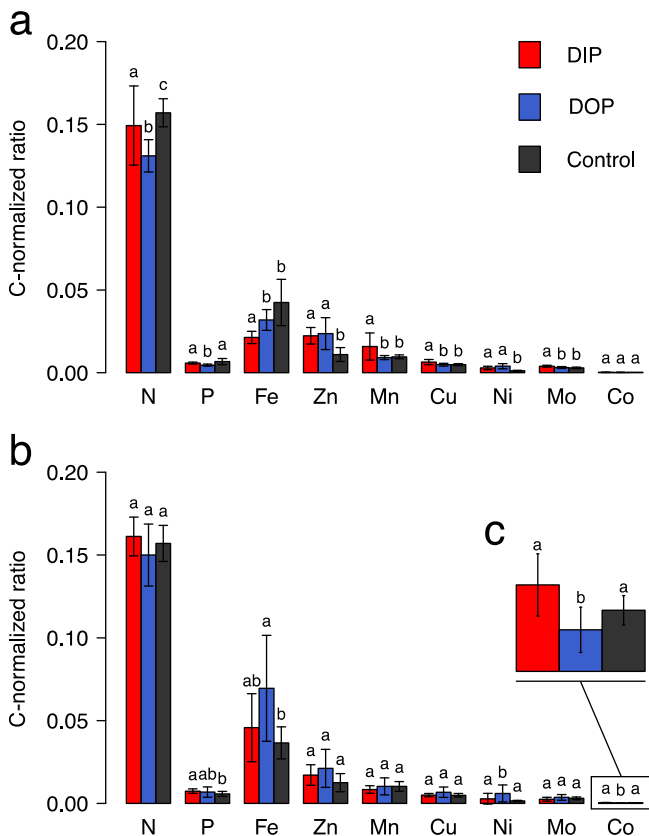 a
DIP
DOP
Control
C-normalized ratio
0.20
0.15
0.10
0.05
0.00
a b c
a b a
a b b
a a b
a b b
a b b
a a b
a b b
a a a
N P Fe Zn Mn Cu Ni Mo Co
b
C-normalized ratio
0.20
0.15
0.10
0.05
0.00
a a a
a ab b
ab a b
a a a
a a a
a a a
a b a
a a a
a b a
N P Fe Zn Mn Cu Ni Mo Co
c
a b a